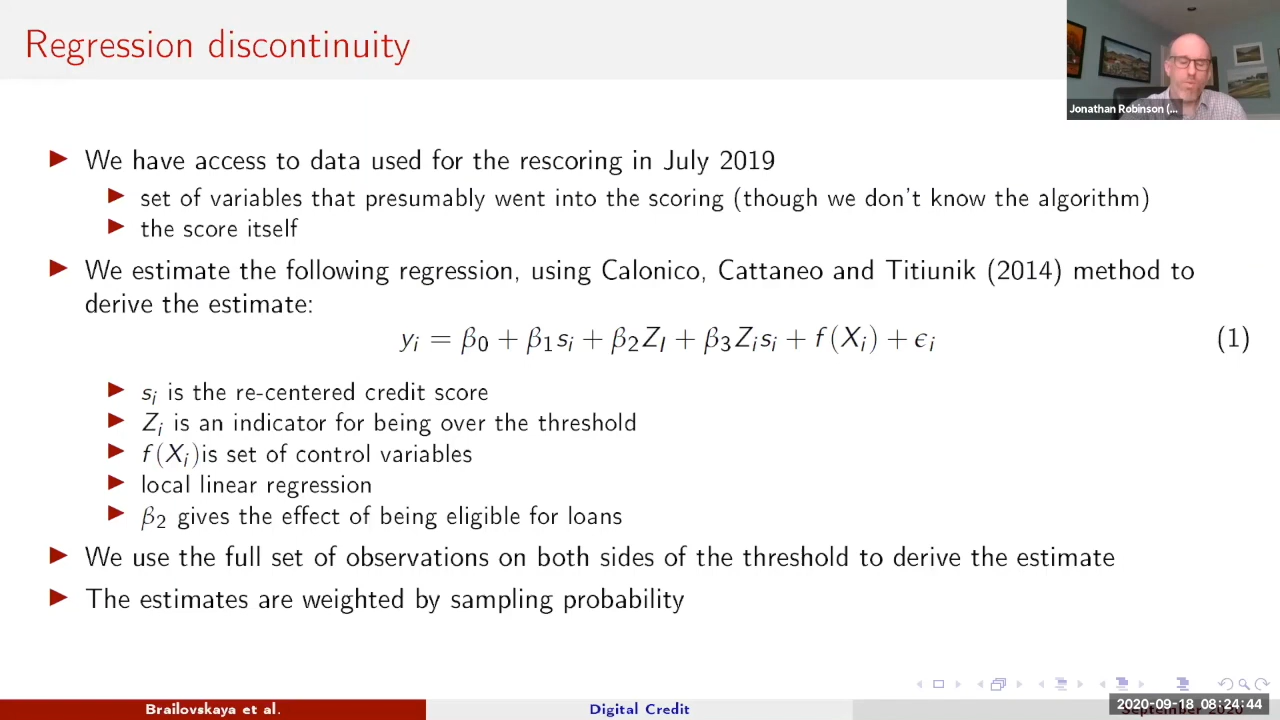 Regression discontinuity
Jonathan Robinson (...
We have access to data used for the rescoring in July 2019
set of variables that presumably went into the scoring (though we don't know the algorithm)
the score itself
We estimate the following regression, using Calonico, Cattaneo and Titiunik (2014) method to
derive the estimate:
yᵢ = β₀ + β₁sᵢ + β₂Z_I + β₃Zᵢsᵢ + f(Xᵢ) + ϵᵢ (1)
sᵢ is the re-centered credit score
Zᵢ is an indicator for being over the threshold
f(Xᵢ)is set of control variables
local linear regression
β₂ gives the effect of being eligible for loans
We use the full set of observations on both sides of the threshold to derive the estimate
The estimates are weighted by sampling probability
Brailovskaya et al. Digital Credit September 2020
2020-09-18 08:24:44